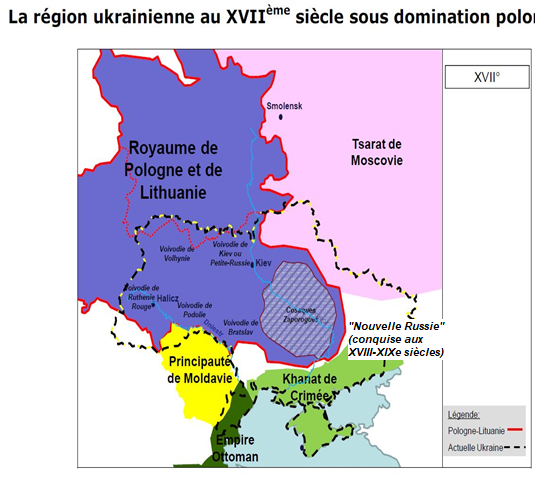 La région ukrainienne au XVIIème siècle sous domination polo
XVII°
Smolensk
Tsarat de
Moscovie
Royaume de
Pologne et de
Lithuanie
Voivodie de
Volhynie
Voivodie de
Kiev ou
Petite-Russie
Kiev
Voivodie de
Ruthenie
Rouge
Halicz
Voivodie de
Podolie
Dniestr
Voivodie de
Bratslav
Cosaques
Zaporogues
"Nouvelle Russie"
(conquise aux
XVIII-XIXe siècles)
Principauté
de Moldavie
Khanat de
Crimée
Empire
Ottoman
Légende:
Pologne-Lituanie
Actuelle Ukraine